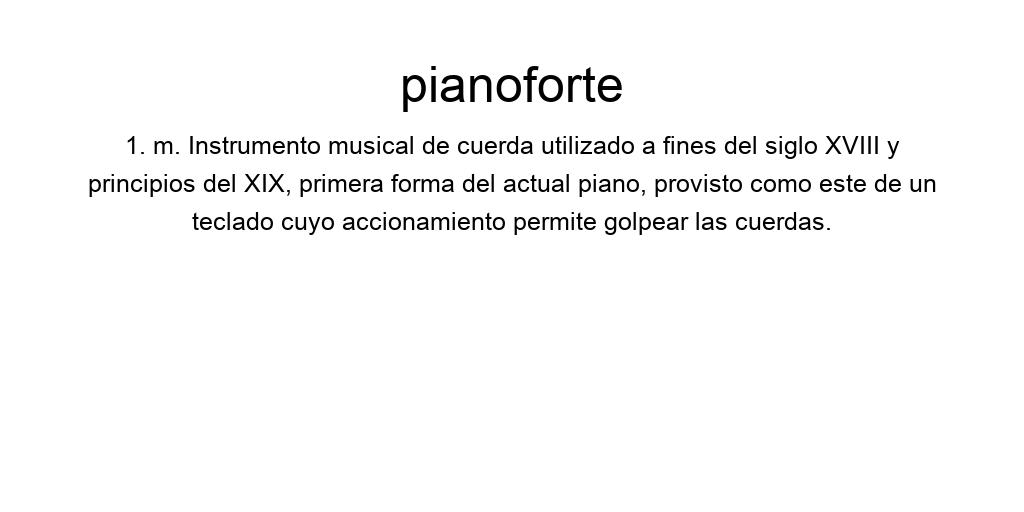 pianoforte
1. m. Instrumento musical de cuerda utilizado a fines del siglo XVIII y
principios del XIX, primera forma del actual piano, provisto como este de un
teclado cuyo accionamiento permite golpear las cuerdas.